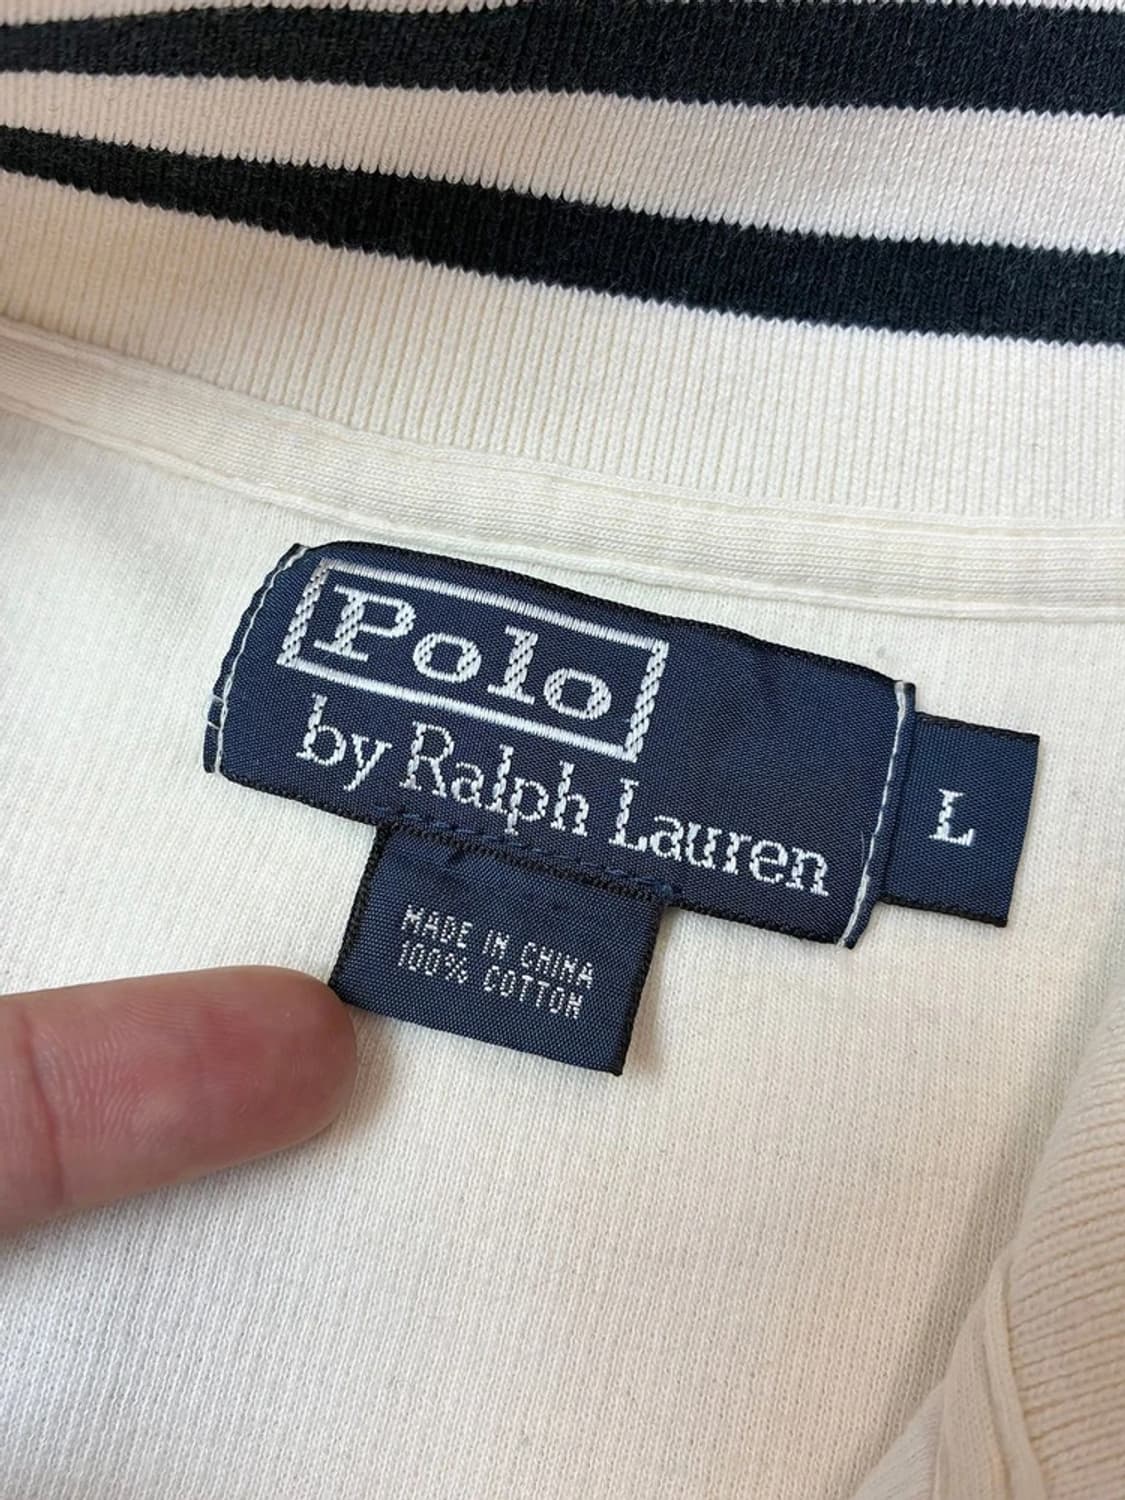 Polo
by Ralph Lauren
L
MADE IN CHINA
100% COTTON